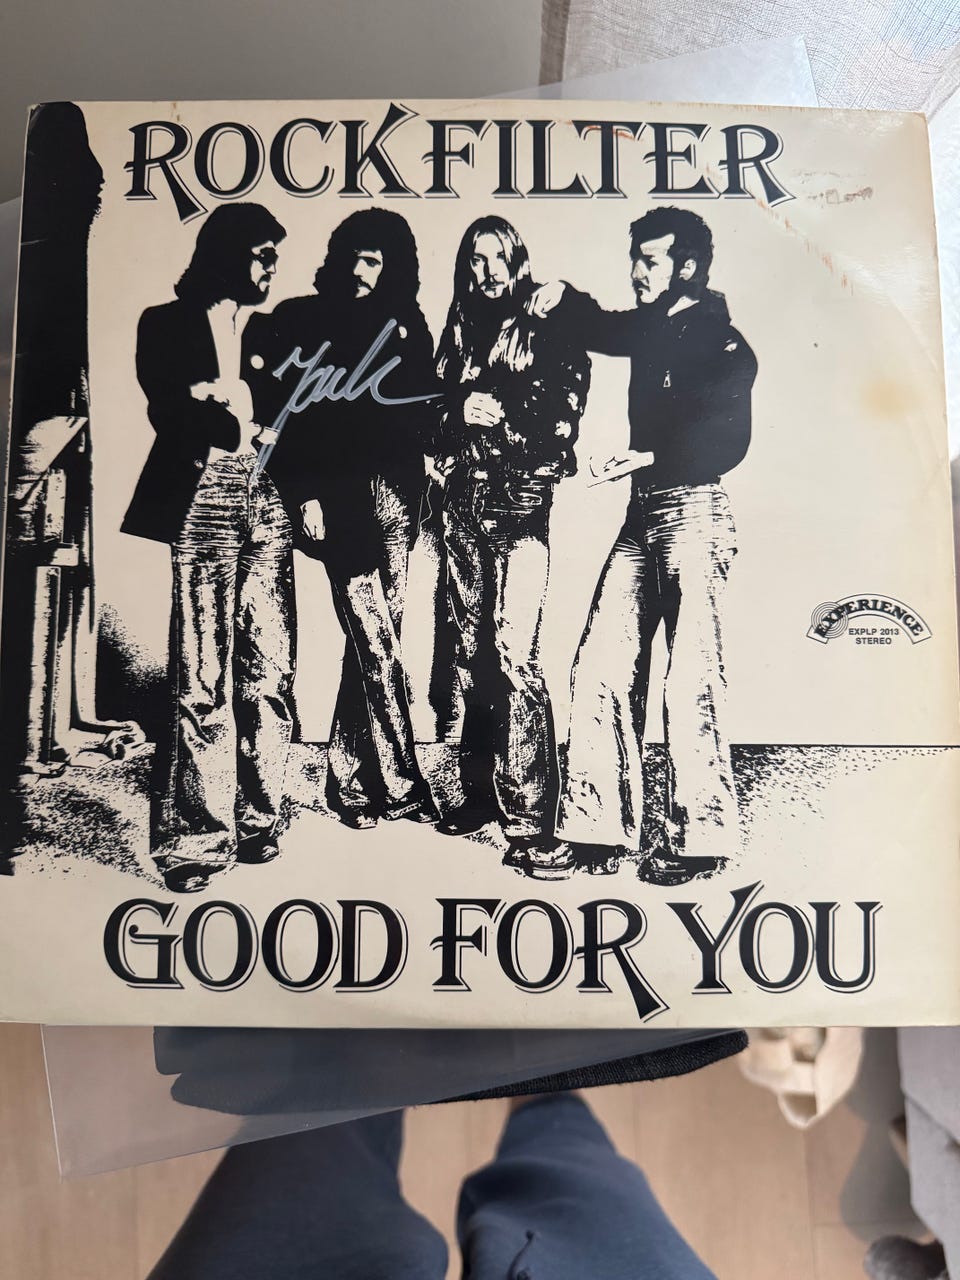 ROCKFILTER
EXPERIENCE
EXPLP 2013
STEREO
GOOD FOR YOU